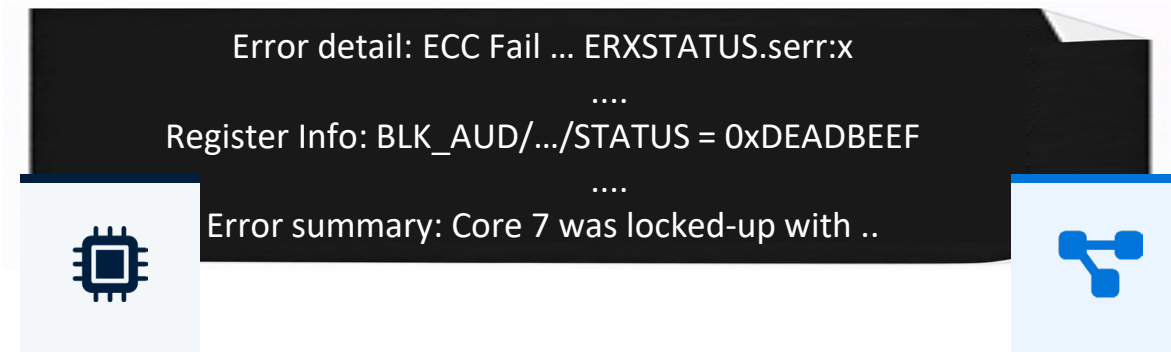 Error detail: ECC Fail … ERXSTATUS.serr:x
....
Register Info: BLK_AUD/…/STATUS = 0xDEADBEEF
....
Error summary: Core 7 was locked-up with ..